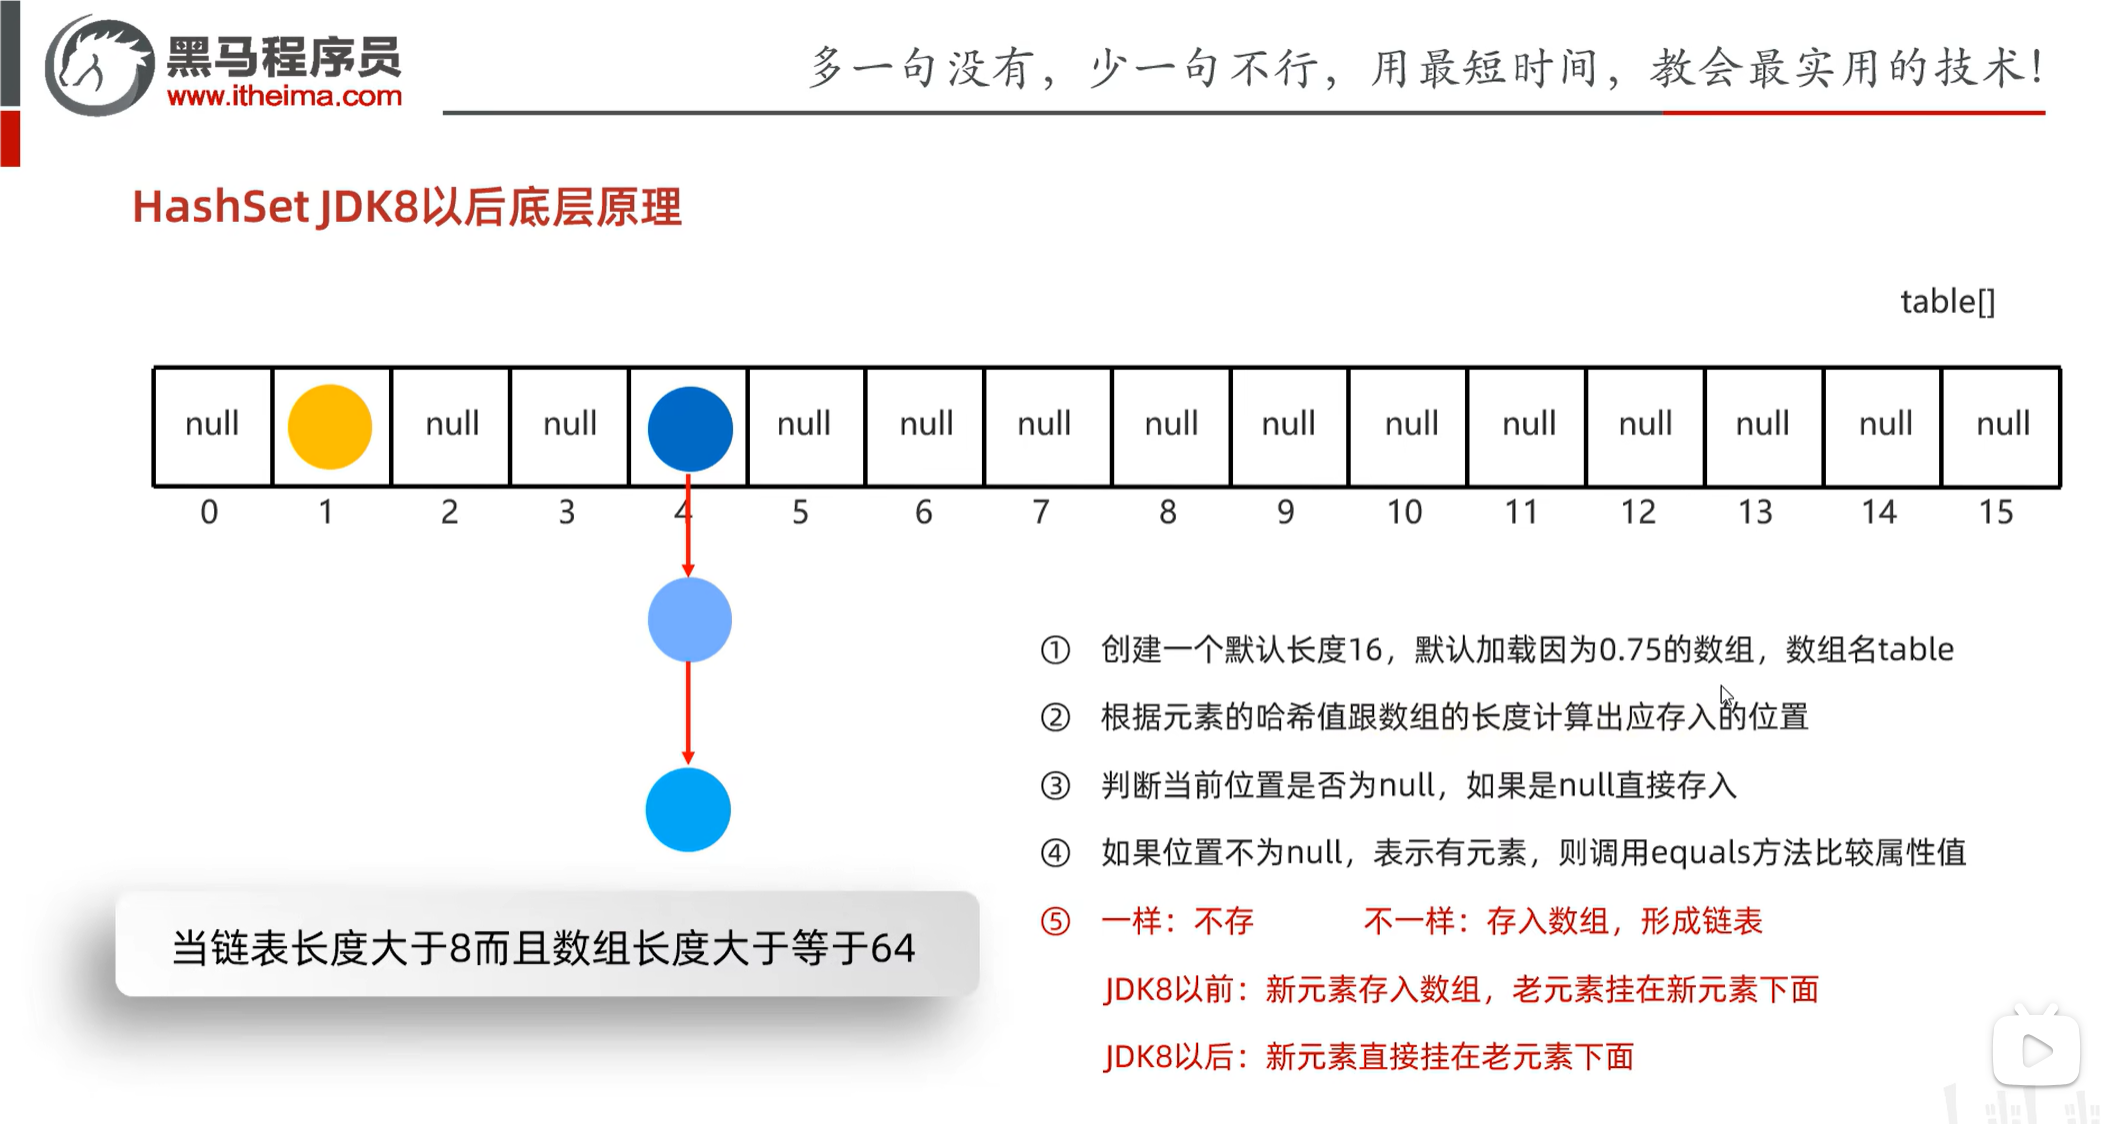 黑马程序员
www.itheima.com
多一句没有，少一句不行，用最短时间，教会最实用的技术！
HashSet JDK8以后底层原理
table[]
null null null null null null null null null null null null null null
0 1 2 3 4 5 6 7 8 9 10 11 12 13 14 15
① 创建一个默认长度16，默认加载因为0.75的数组，数组名table
② 根据元素的哈希值跟数组的长度计算出应存入的位置
③ 判断当前位置是否为null，如果是null直接存入
④ 如果位置不为null，表示有元素，则调用equals方法比较属性值
⑤ 一样：不存 不一样：存入数组，形成链表
JDK8以前：新元素存入数组，老元素挂在新元素下面
JDK8以后：新元素直接挂在老元素下面
当链表长度大于8而且数组长度大于等于64